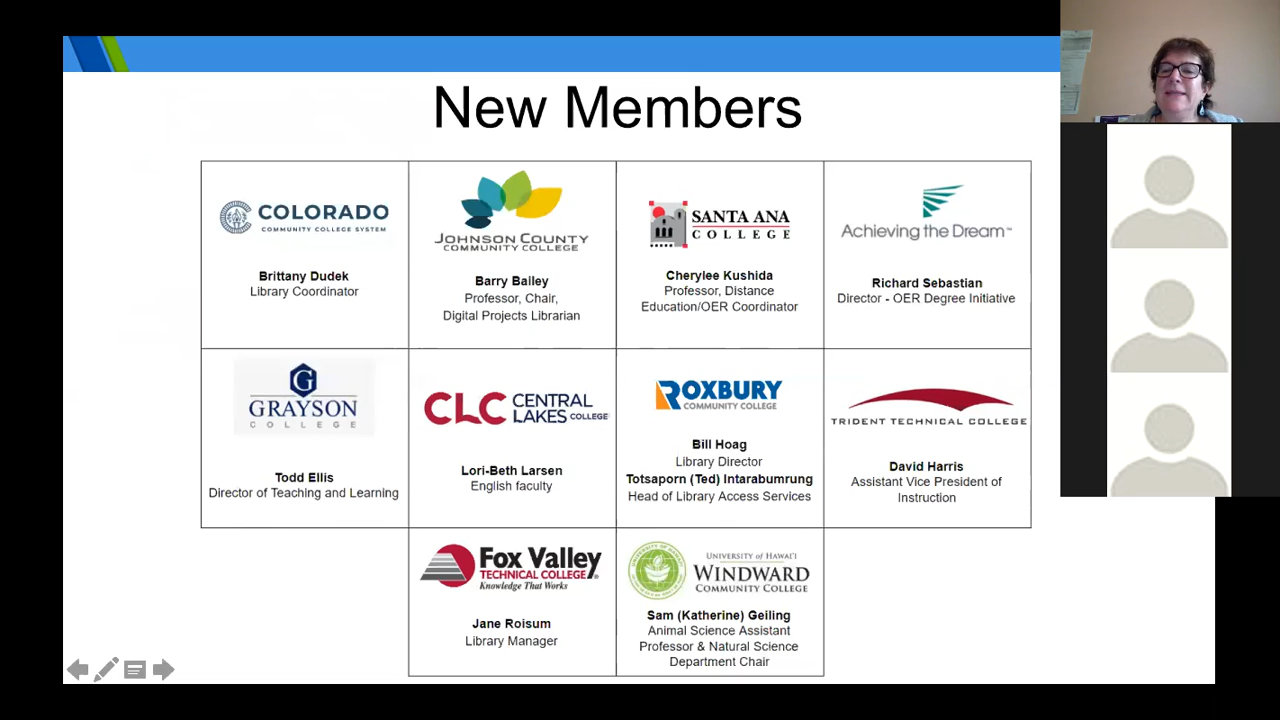 New Members
COLORADO
COMMUNITY COLLEGE SYSTEM
Brittany Dudek
Library Coordinator
JOHNSON COUNTY
COMMUNITY COLLEGE
Barry Bailey
Professor, Chair,
Digital Projects Librarian
SANTA ANA
COLLEGE
Cherylee Kushida
Professor, Distance
Education/OER Coordinator
Achieving the Dream™
Richard Sebastian
Director - OER Degree Initiative
G
GRAYSON
COLLEGE
Todd Ellis
Director of Teaching and Learning
CLC CENTRAL
LAKES COLLEGE
Lori-Beth Larsen
English faculty
ROXBURY
COMMUNITY COLLEGE
Bill Hoag
Library Director
Totsaporn (Ted) Intarabumrung
Head of Library Access Services
TRIDENT TECHNICAL COLLEGE
David Harris
Assistant Vice President of
Instruction
Fox Valley
TECHNICAL COLLEGE®
Knowledge That Works
Jane Roisum
Library Manager
UNIVERSITY OF HAWAI'I
WINDWARD
COMMUNITY COLLEGE
Sam (Katherine) Geiling
Animal Science Assistant
Professor & Natural Science
Department Chair